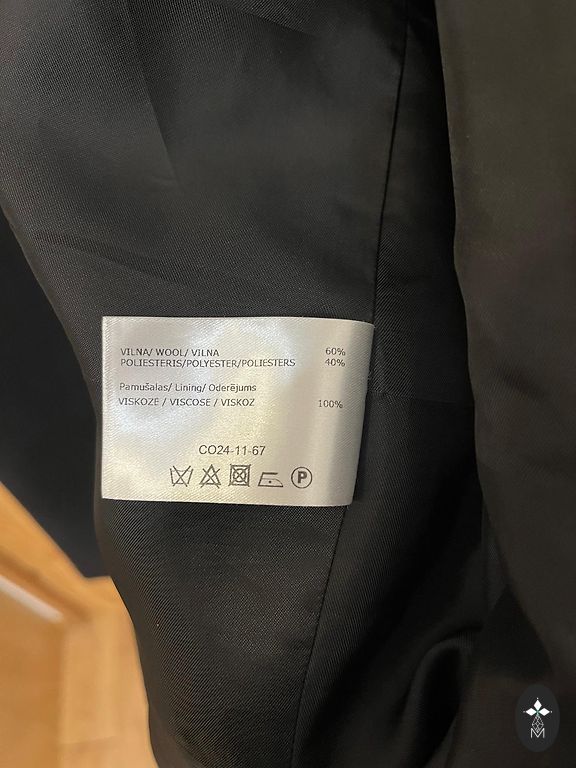 VILNA/ WOOL/ VILNA 60%
POLIESTERIS/POLYESTER/POLIESTERS 40%
Pamušalas/ Lining/ Oderējums
VISKOZE / VISCOSE / VISKOZ 100%
CO24-11-67
P
M